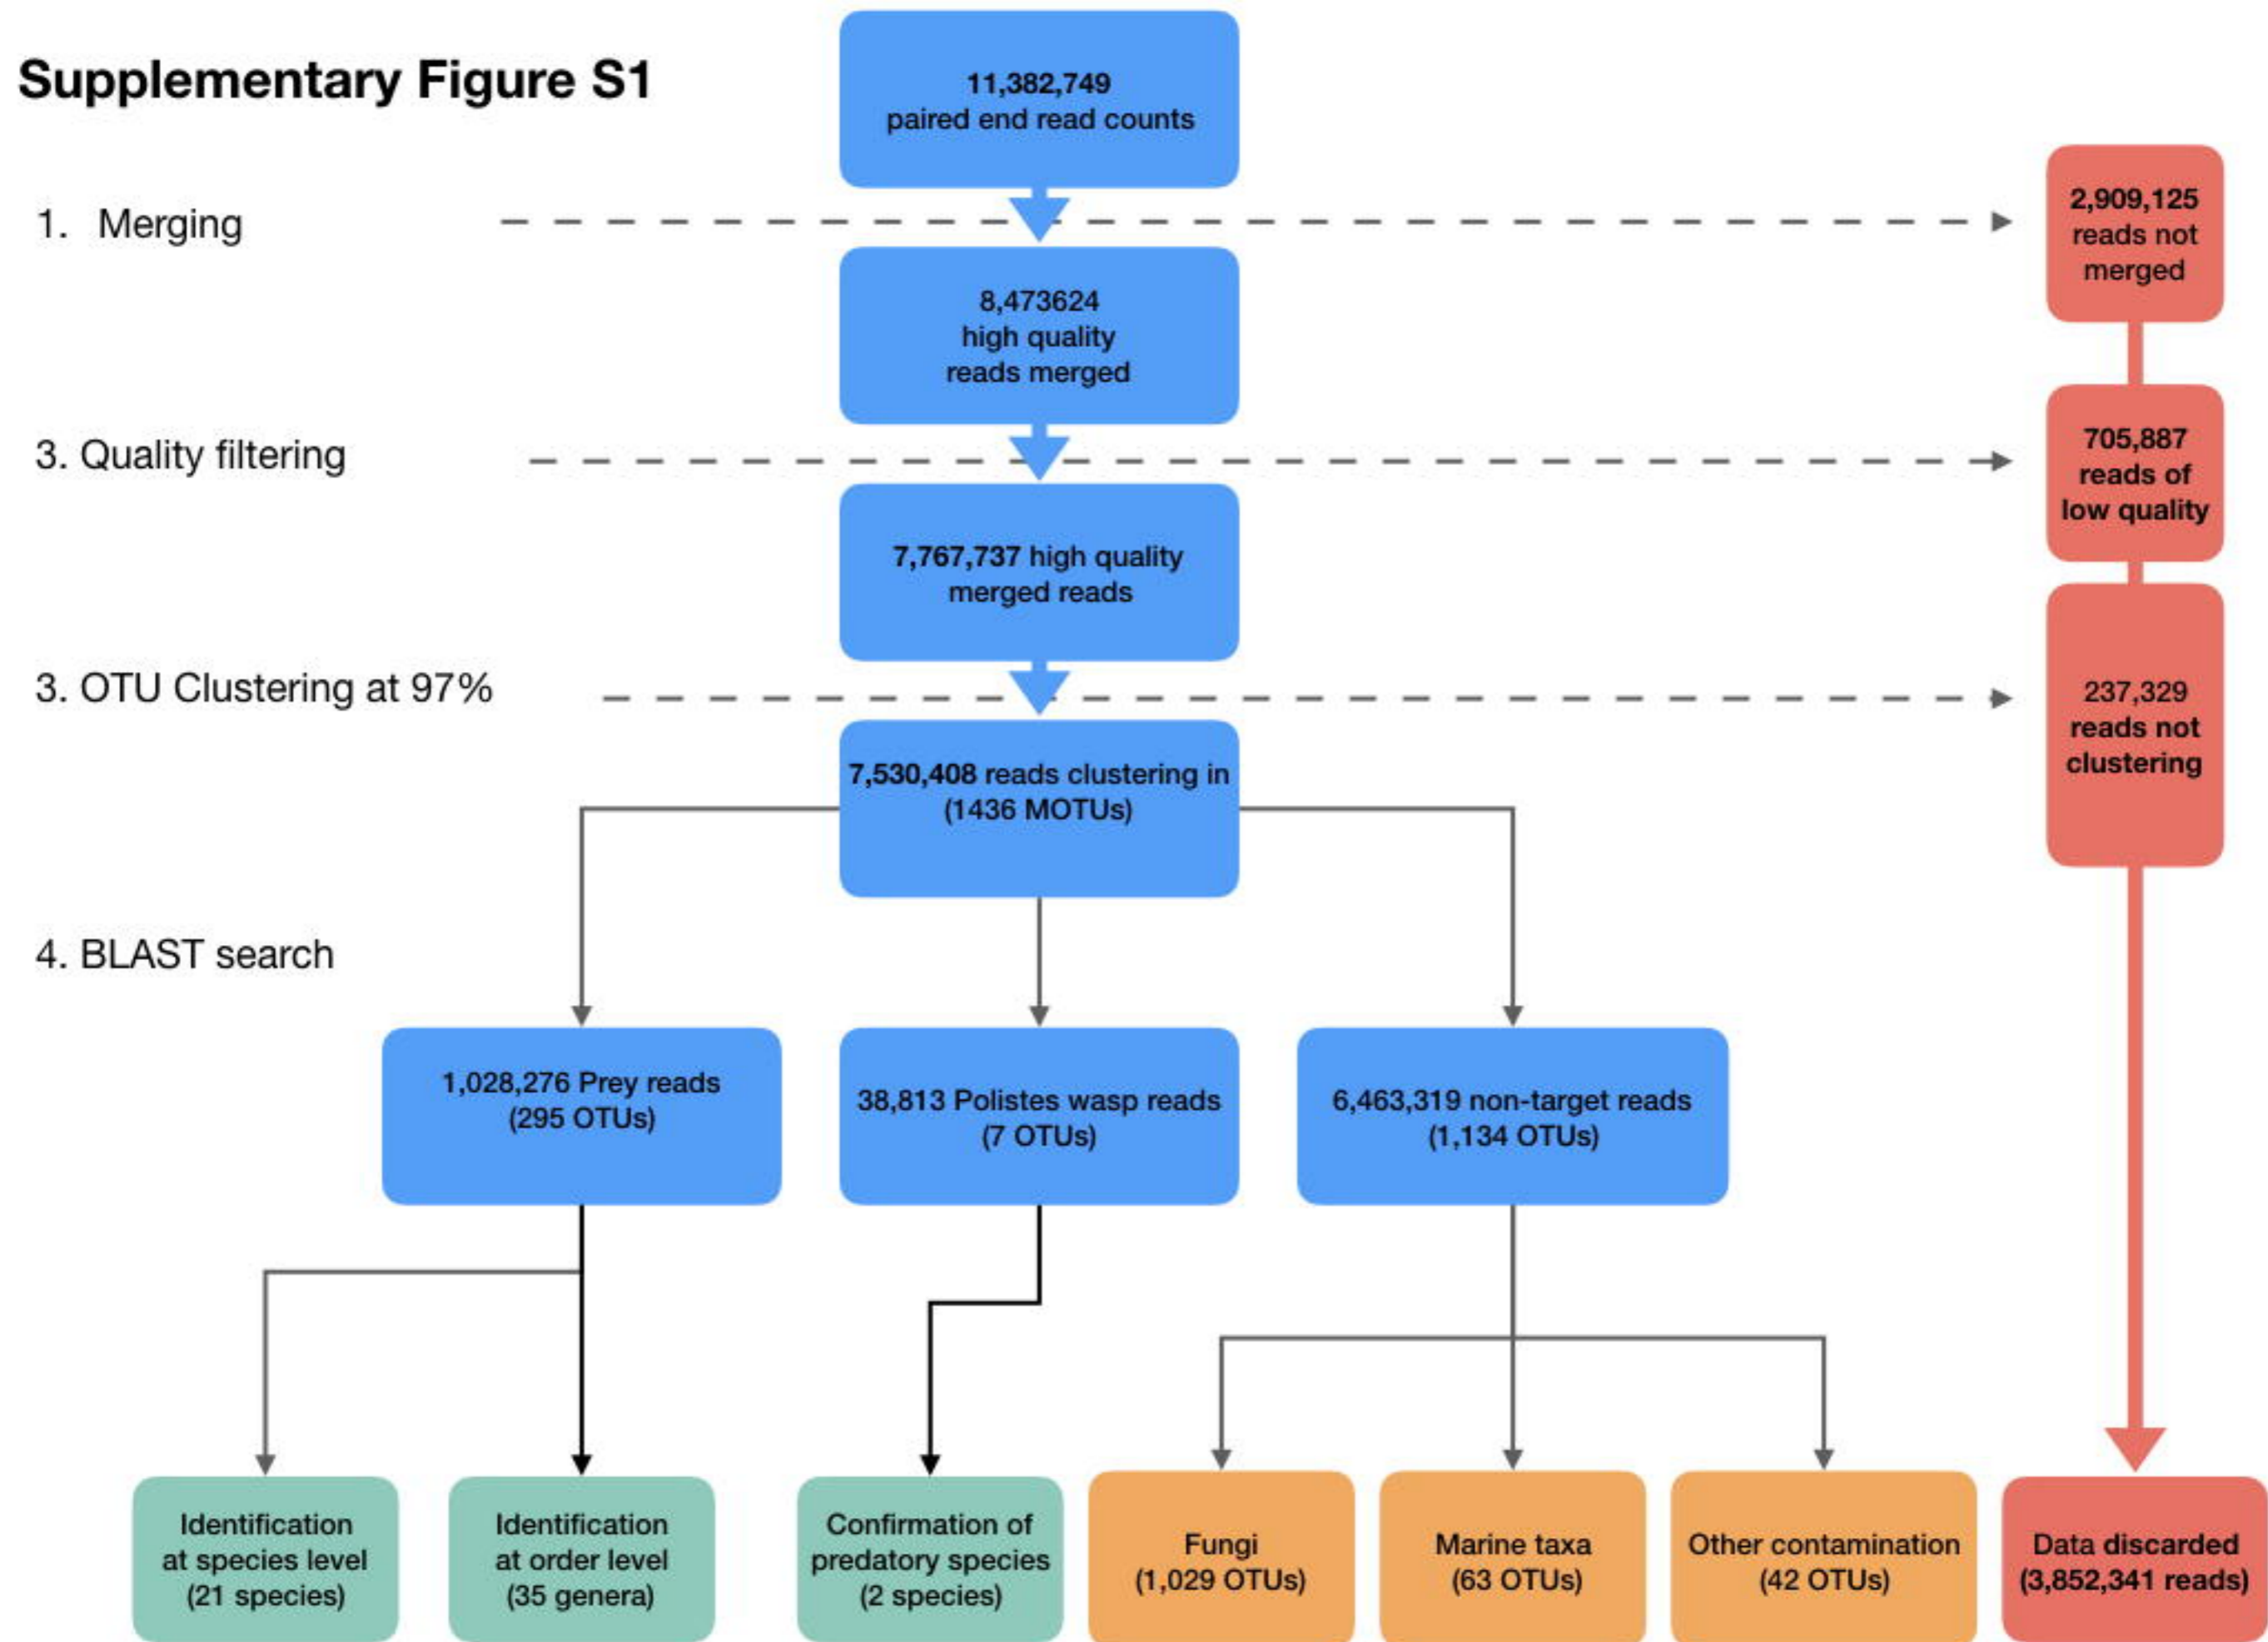 Supplementary Figure S1
11,382,749
paired end read counts
1. Merging
2,909,125
reads not
merged
8,473624
high quality
reads merged
3. Quality filtering
705,887
reads of
low quality
7,767,737 high quality
merged reads
3. OTU Clustering at 97%
237,329
reads not
clustering
7,530,408 reads clustering in
(1436 MOTUs)
4. BLAST search
1,028,276 Prey reads
(295 OTUs)
38,813 Polistes wasp reads
(7 OTUs)
6,463,319 non-target reads
(1,134 OTUs)
Identification
at species level
(21 species)
Identification
at order level
(35 genera)
Confirmation of
predatory species
(2 species)
Fungi
(1,029 OTUs)
Marine taxa
(63 OTUs)
Other contamination
(42 OTUs)
Data discarded
(3,852,341 reads)